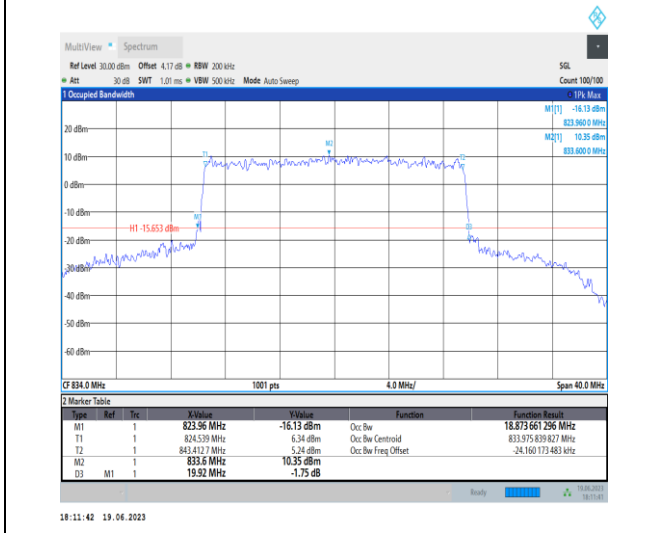 MultiView Spectrum
Ref Level 30.00 dBm Offset 4.17 dB RBW 200 kHz SGL
Att 30 dB SWT 1.01 ms VBW 500 kHz Mode Auto Sweep Count 100/100
1 Occupied Bandwidth 1Pk Max
M1[1] -16.13 dBm
823.960 0 MHz
M2[1] 10.35 dBm
833.600 0 MHz
20 dBm
M2
T1 T2
10 dBm
0 dBm
-10 dBm
M1
H1 -15.653 dBm
D3
-20 dBm
-30 dBm
-40 dBm
-50 dBm
-60 dBm
CF 834.0 MHz 1001 pts 4.0 MHz/ Span 40.0 MHz
2 Marker Table
Type Ref Trc X-Value Y-Value Function Function Result
M1 1 823.96 MHz -16.13 dBm Occ Bw 18.873 661 296 MHz
T1 1 824.539 MHz 6.34 dBm Occ Bw Centroid 833.975 839 827 MHz
T2 1 843.412 7 MHz 5.24 dBm Occ Bw Freq Offset -24.160 173 483 kHz
M2 1 833.6 MHz 10.35 dBm
D3 M1 1 19.92 MHz -1.75 dB
Ready 19.06.2023
18:11:41
18:11:42 19.06.2023